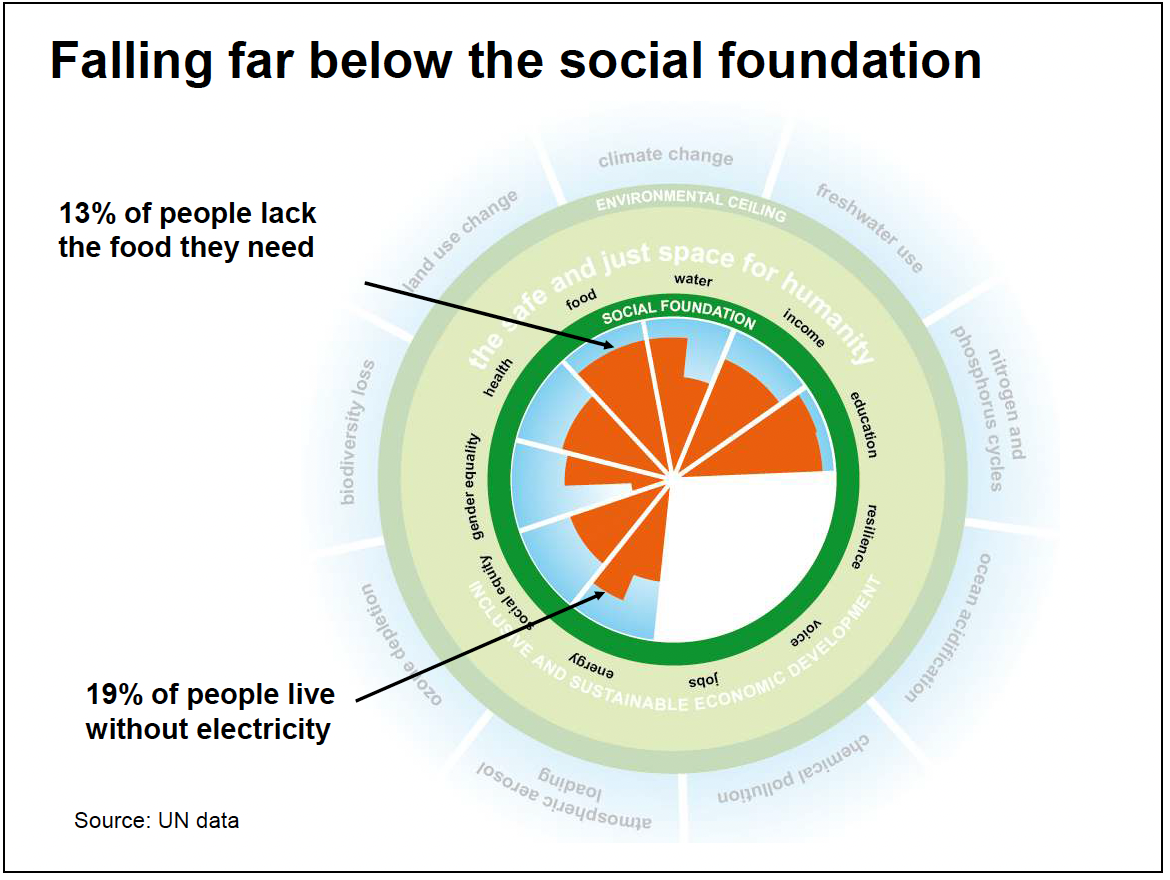 Falling far below the social foundation
13% of people lack
the food they need
19% of people live
without electricity
Source: UN data
climate change
freshwater use
nitrogen and
phosphorus cycles
ocean acidification
chemical pollution
atmospheric aerosol
loading
ozone depletion
biodiversity loss
land use change
ENVIRONMENTAL CEILING
the safe and just space for humanity
water
income
education
resilience
voice
jobs
energy
social equity
gender equality
health
food
SOCIAL FOUNDATION
INCLUSIVE AND SUSTAINABLE ECONOMIC DEVELOPMENT